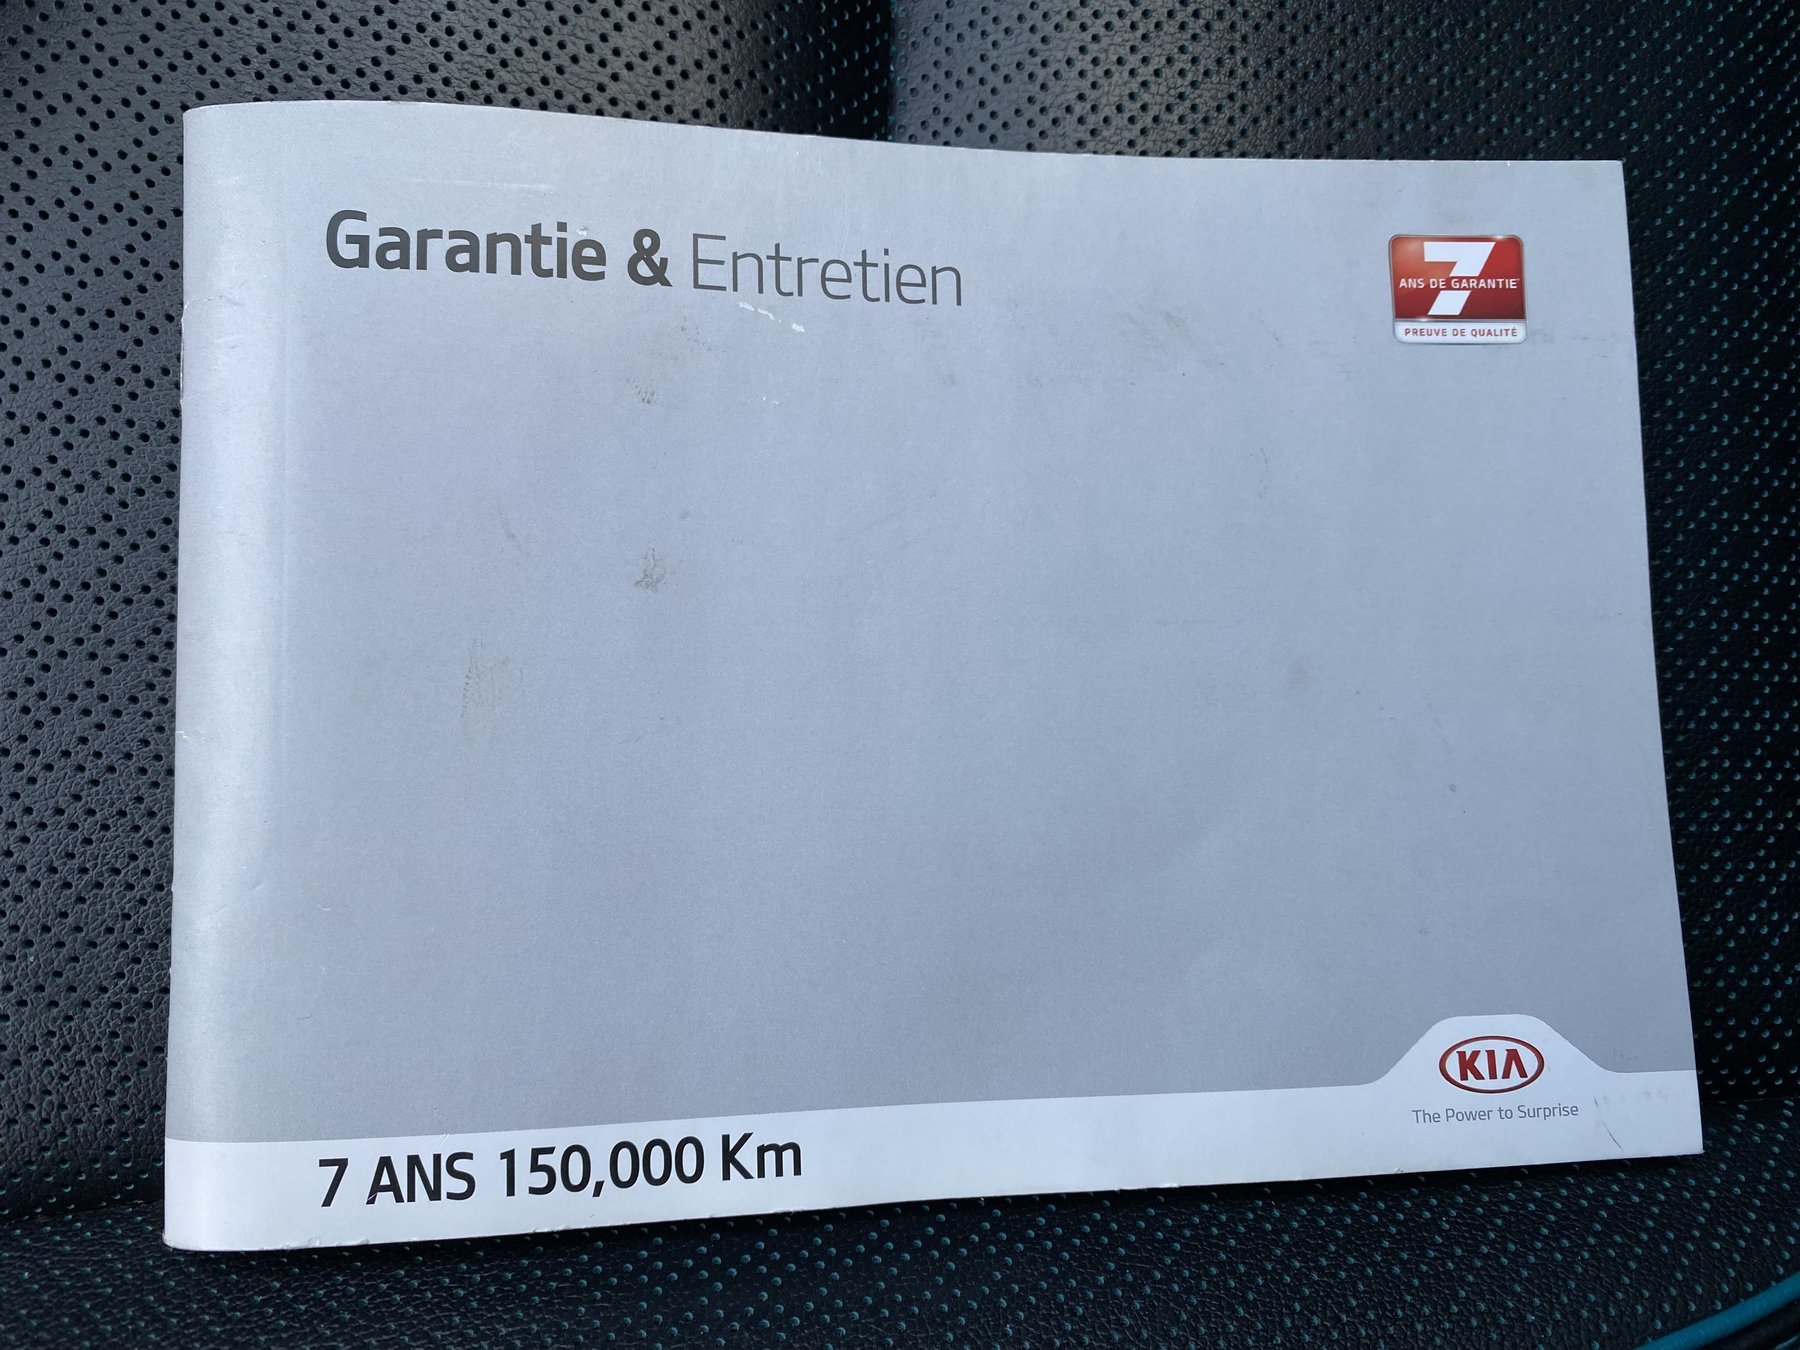 Garantie & Entretien
7
ANS DE GARANTIE
PREUVE DE QUALITÉ
KIA
The Power to Surprise
7 ANS 150,000 Km